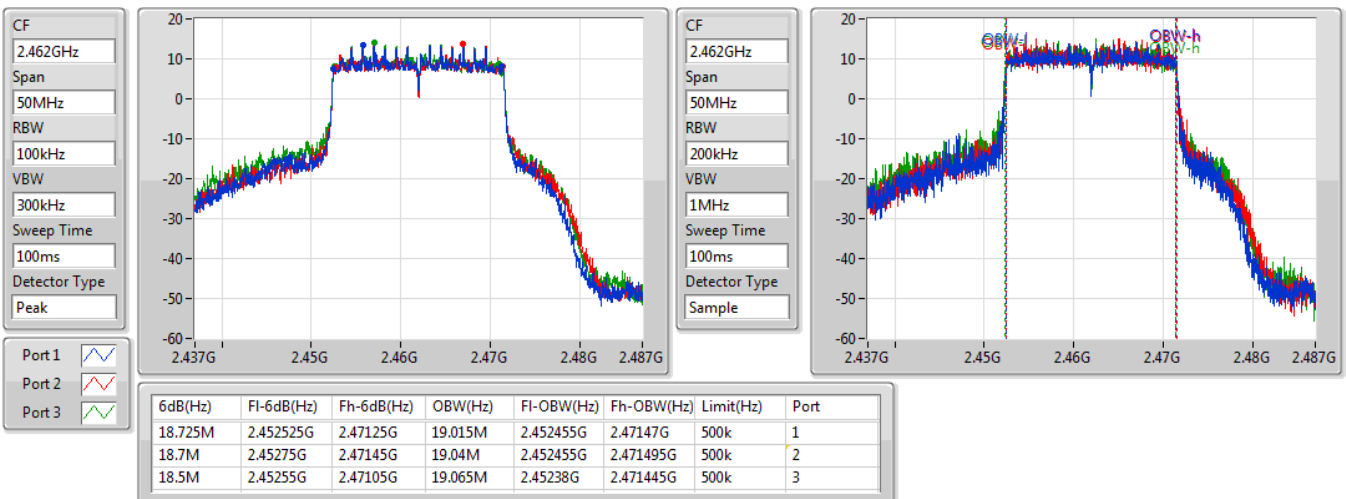 CF
2.462GHz
Span
50MHz
RBW
100kHz
VBW
300kHz
Sweep Time
100ms
Detector Type
Peak
20
10
0
-10
-20
-30
-40
-50
-60
2.437G 2.45G 2.46G 2.47G 2.48G 2.487G
CF
2.462GHz
Span
50MHz
RBW
200kHz
VBW
1MHz
Sweep Time
100ms
Detector Type
Sample
OBW-l
OBW-h
OBW-h
20
10
0
-10
-20
-30
-40
-50
-60
2.437G 2.45G 2.46G 2.47G 2.48G 2.487G
Port 1
Port 2
Port 3
6dB(Hz) Fl-6dB(Hz) Fh-6dB(Hz) OBW(Hz) Fl-OBW(Hz) Fh-OBW(Hz) Limit(Hz) Port
18.725M 2.452525G 2.47125G 19.015M 2.452455G 2.47147G 500k 1
18.7M 2.45275G 2.47145G 19.04M 2.452455G 2.471495G 500k 2
18.5M 2.45255G 2.47105G 19.065M 2.45238G 2.471445G 500k 3